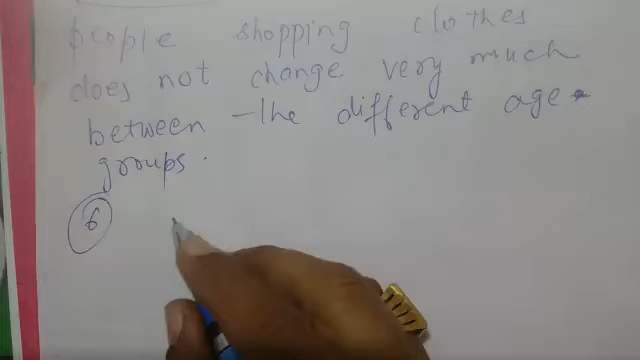 people shopping clothes
does not change very much
between the different age
groups.
6